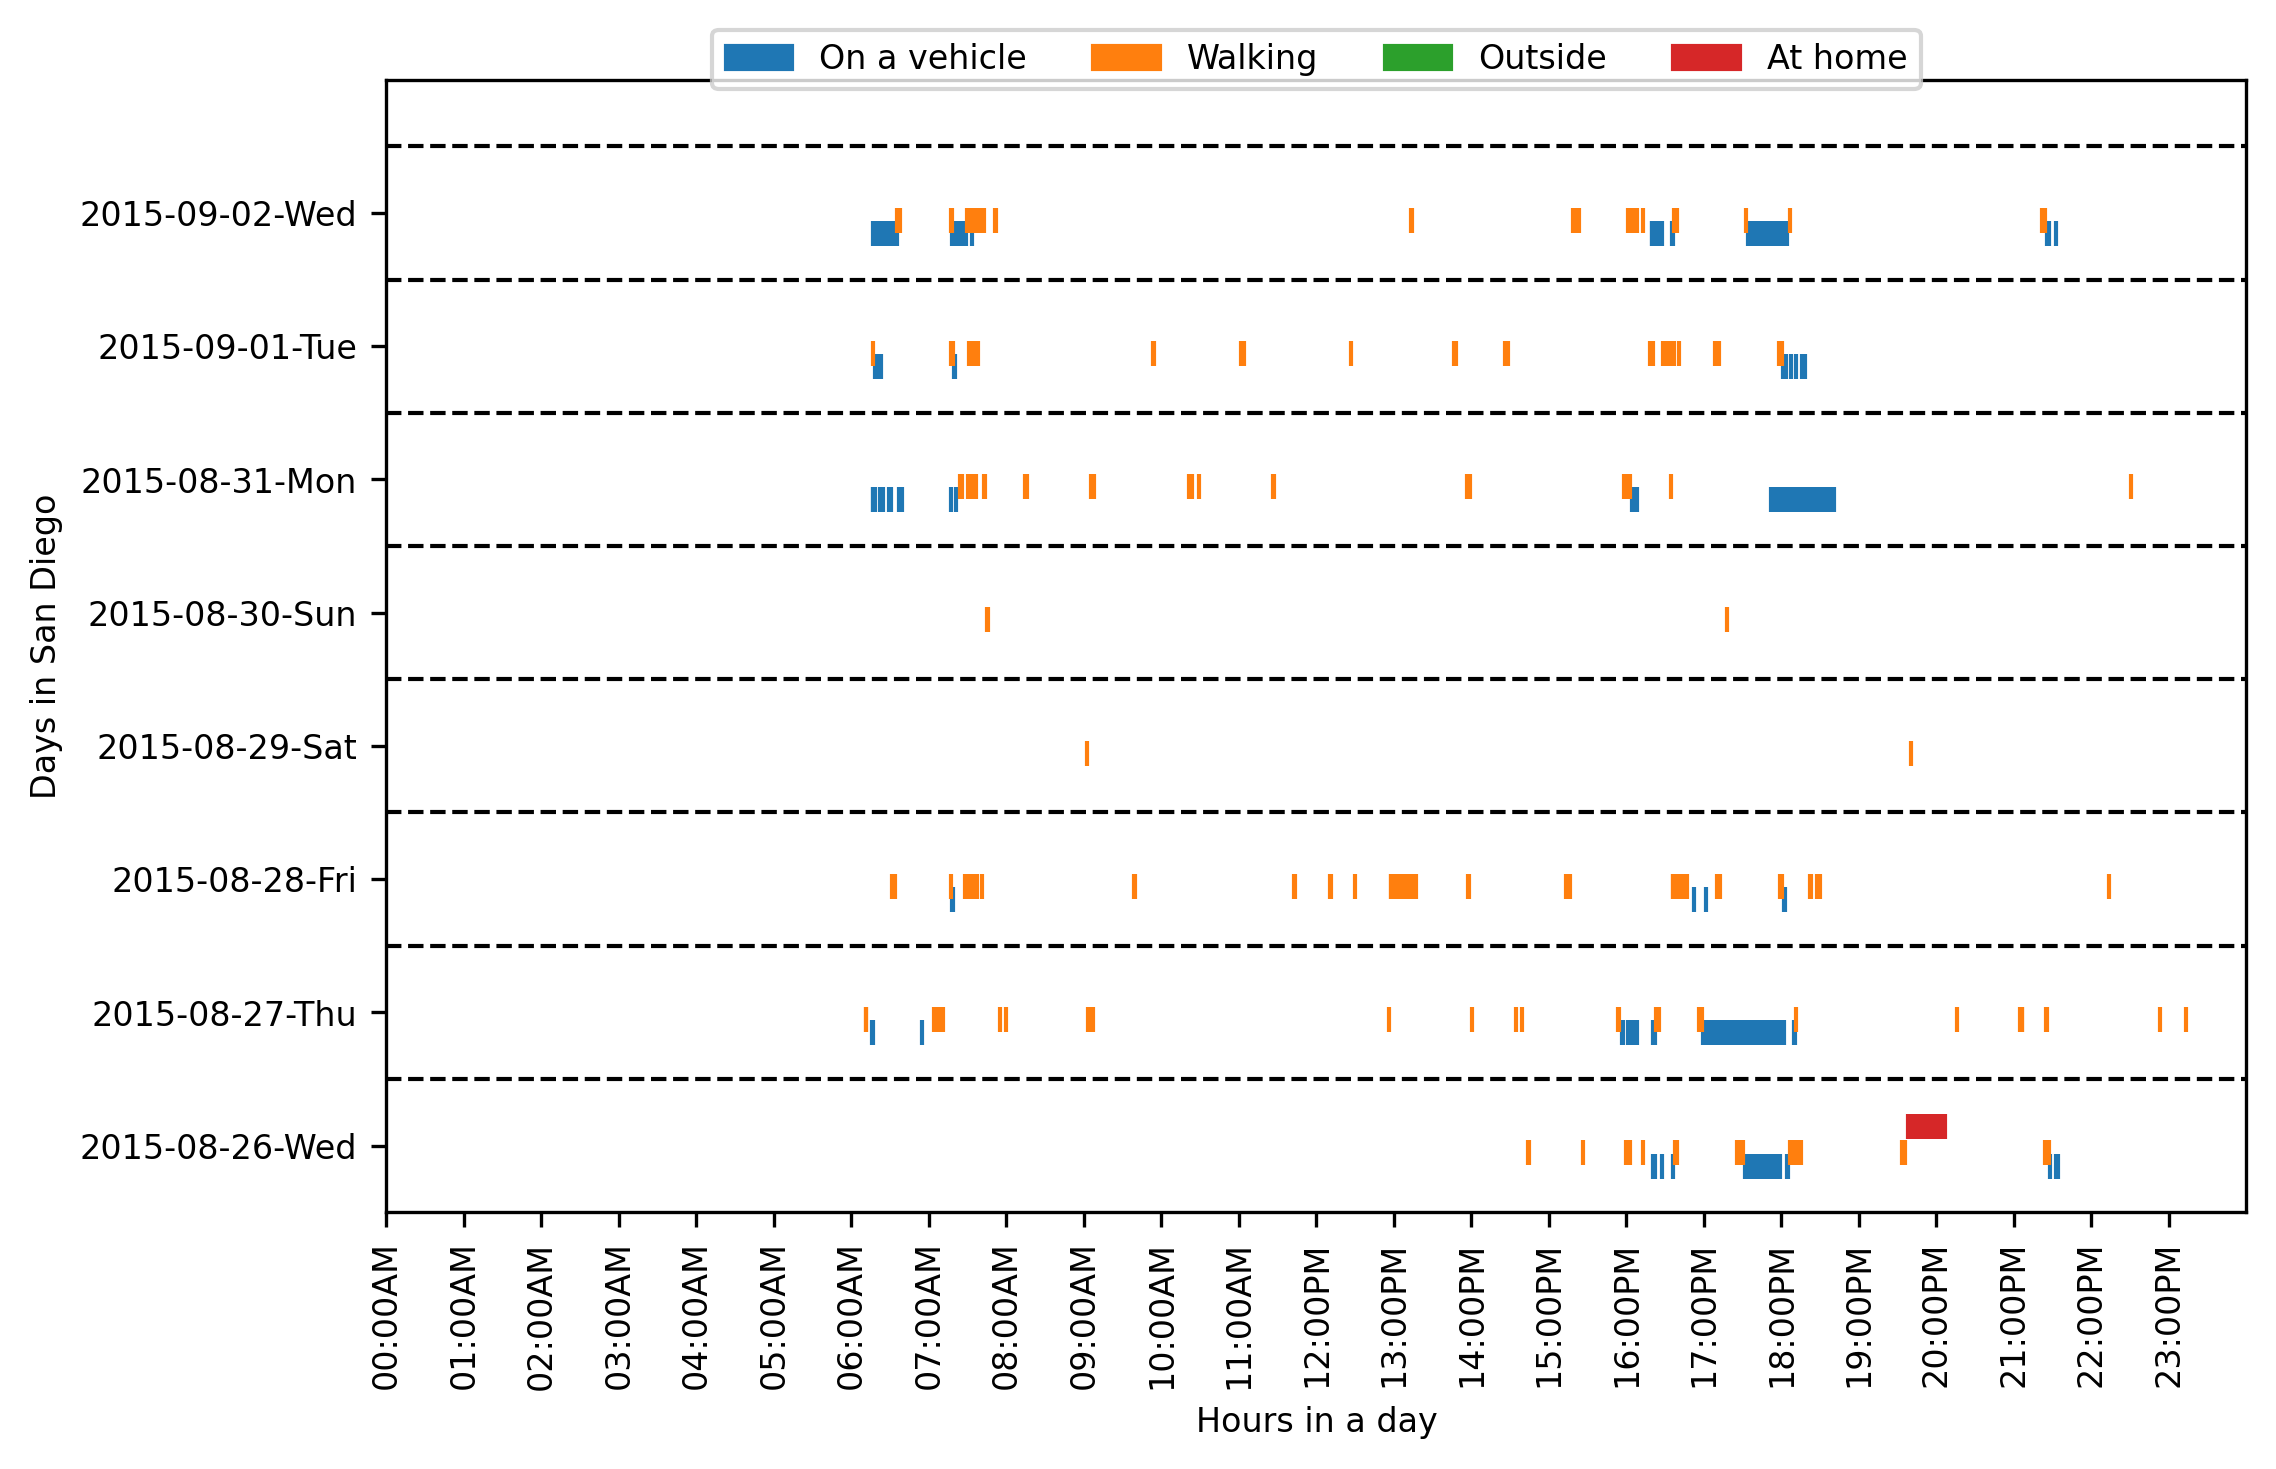 On a vehicle Walking Outside At home
Days in San Diego
2015-09-02-Wed
2015-09-01-Tue
2015-08-31-Mon
2015-08-30-Sun
2015-08-29-Sat
2015-08-28-Fri
2015-08-27-Thu
2015-08-26-Wed
00:00AM
01:00AM
02:00AM
03:00AM
04:00AM
05:00AM
06:00AM
07:00AM
08:00AM
09:00AM
10:00AM
11:00AM
12:00PM
13:00PM
14:00PM
15:00PM
16:00PM
17:00PM
18:00PM
19:00PM
20:00PM
21:00PM
22:00PM
23:00PM
Hours in a day